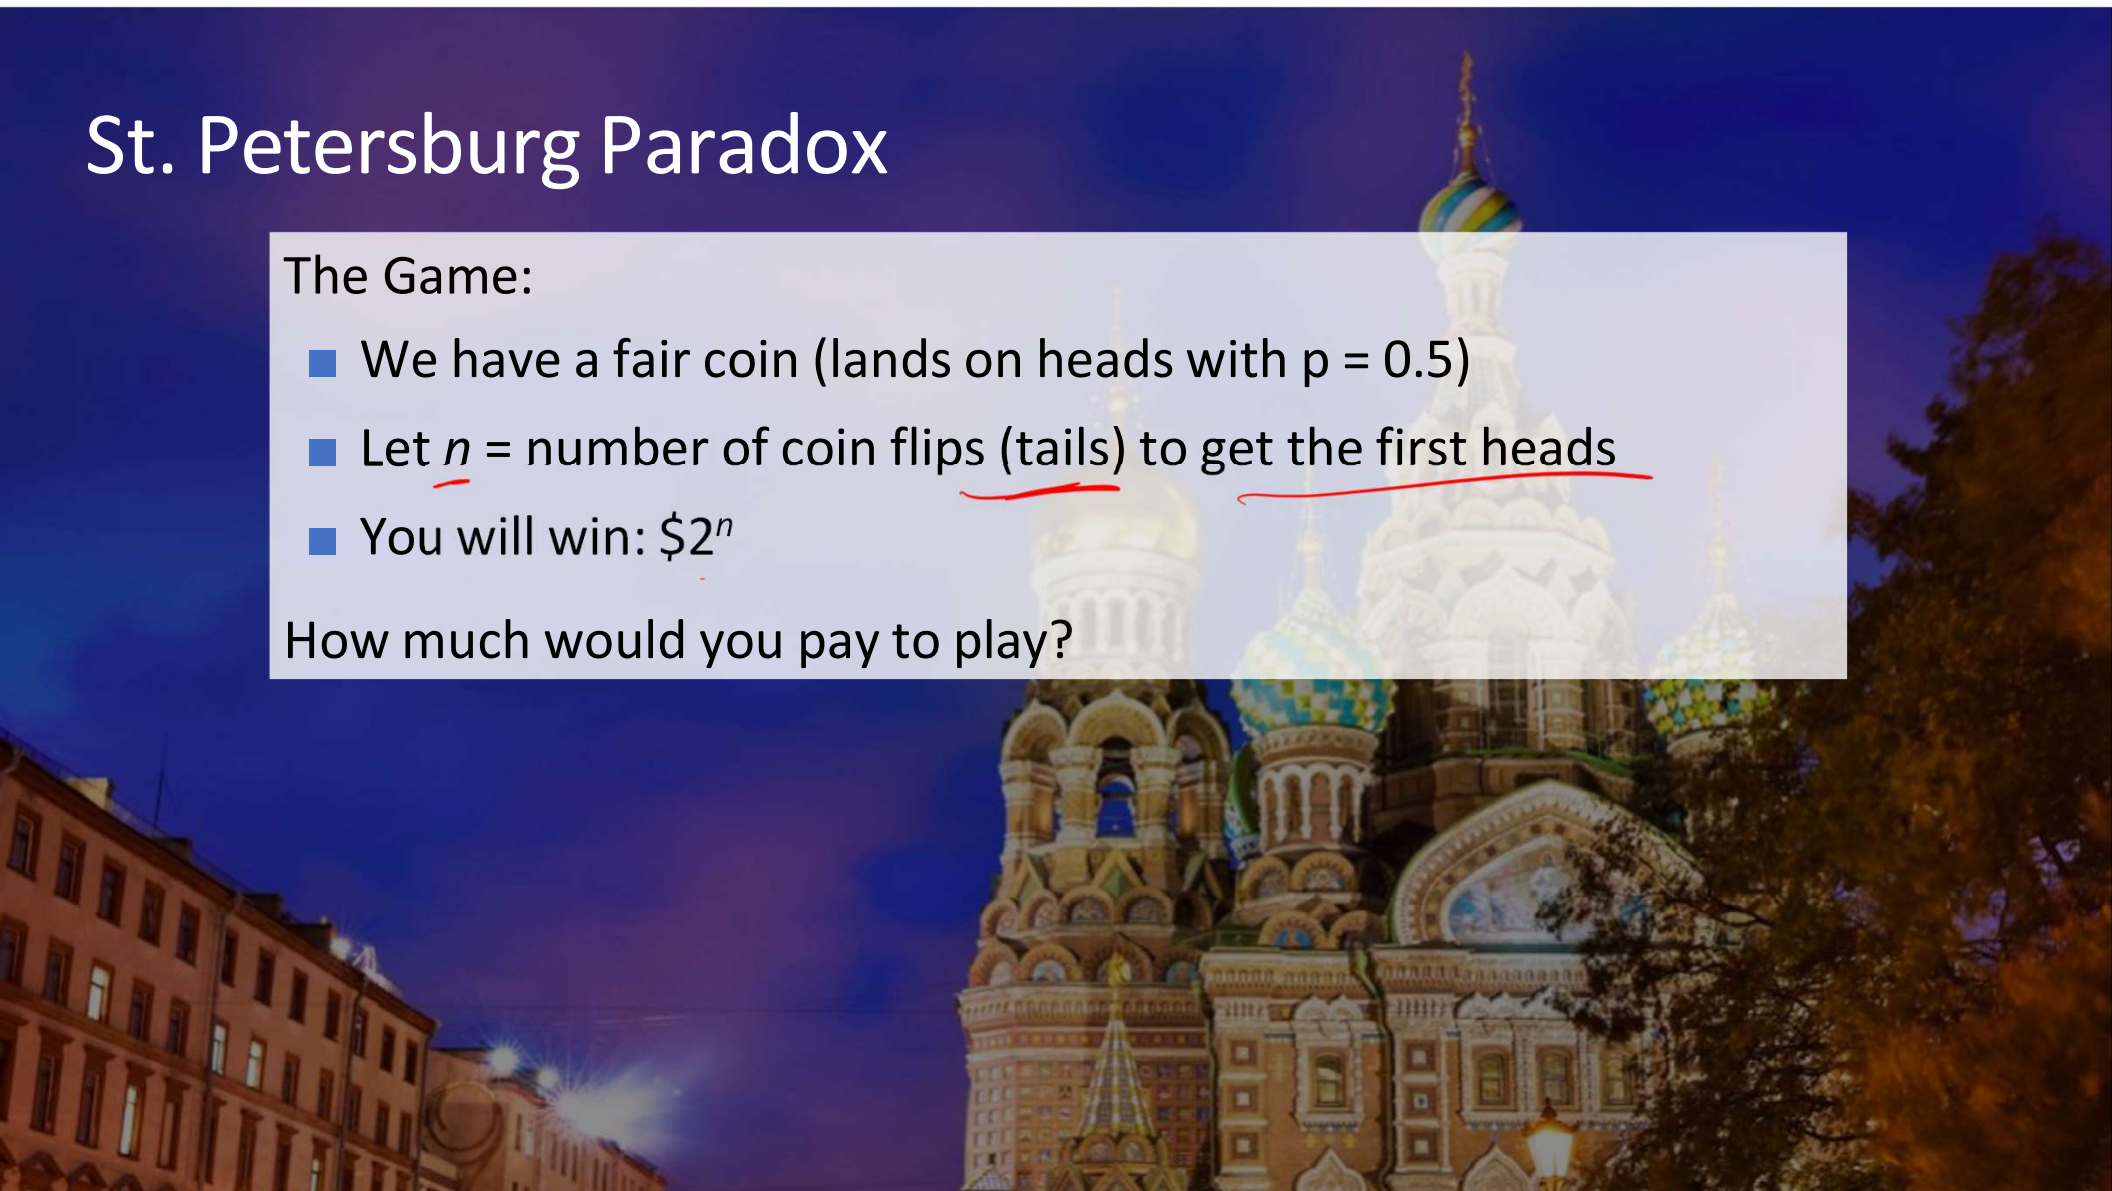 St. Petersburg Paradox
The Game:
We have a fair coin (lands on heads with p = 0.5)
Let n = number of coin flips (tails) to get the first heads
You will win: $2ⁿ
How much would you pay to play?